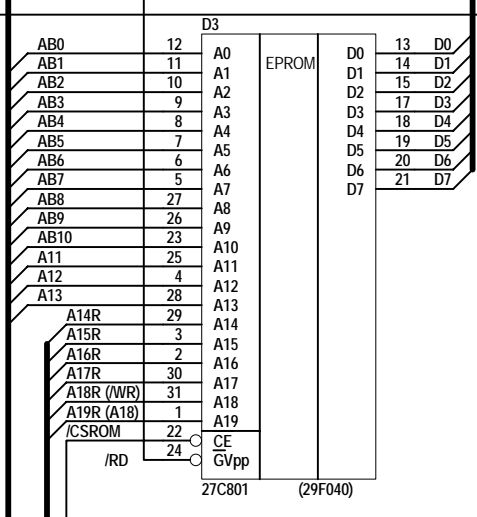 D3
AB0 12 A0 EPROM D0 13 D0
AB1 11 A1 D1 14 D1
AB2 10 A2 D2 15 D2
AB3 9 A3 D3 17 D3
AB4 8 A4 D4 18 D4
AB5 7 A5 D5 19 D5
AB6 6 A6 D6 20 D6
AB7 5 A7 D7 21 D7
AB8 27 A8
AB9 26 A9
AB10 23 A10
A11 25 A11
A12 4 A12
A13 28 A13
A14R 29 A14
A15R 3 A15
A16R 2 A16
A17R 30 A17
A18R (/WR) 31 A18
A19R (A18) 1 A19
/CSROM 22 CE
/RD 24 GVpp
27C801 (29F040)